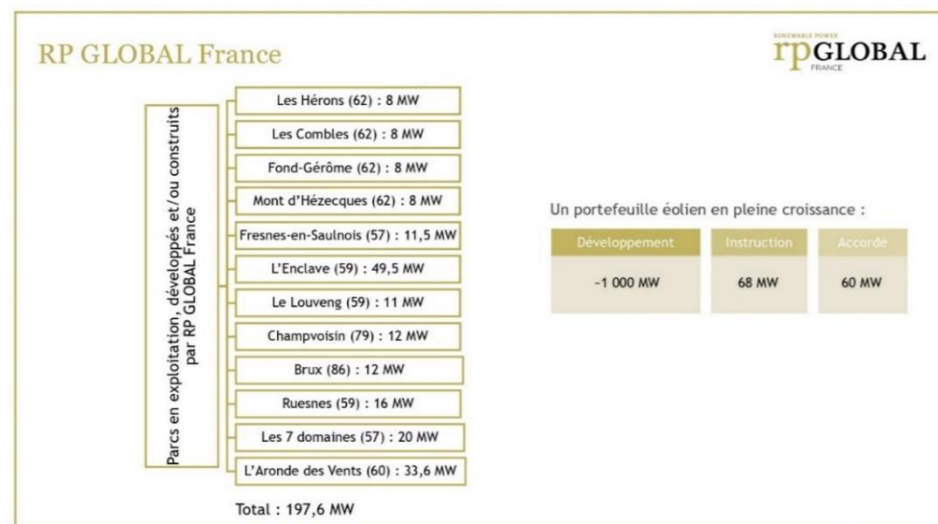 RP GLOBAL France
RENEWABLE POWER
rpGLOBAL
FRANCE
Parcs en exploitation, développés et/ou construits
par RP GLOBAL France
Les Hérons (62) : 8 MW
Les Combles (62) : 8 MW
Fond-Gérôme (62) : 8 MW
Mont d'Hézecques (62) : 8 MW
Fresnes-en-Saulnois (57) : 11,5 MW
L'Enclave (59) : 49,5 MW
Le Louveng (59) : 11 MW
Champvoisin (79) : 12 MW
Brux (86) : 12 MW
Ruesnes (59) : 16 MW
Les 7 domaines (57) : 20 MW
L'Aronde des Vents (60) : 33,6 MW
Total : 197,6 MW
Un portefeuille éolien en pleine croissance :
Développement Instruction Accordé
~1 000 MW 68 MW 60 MW